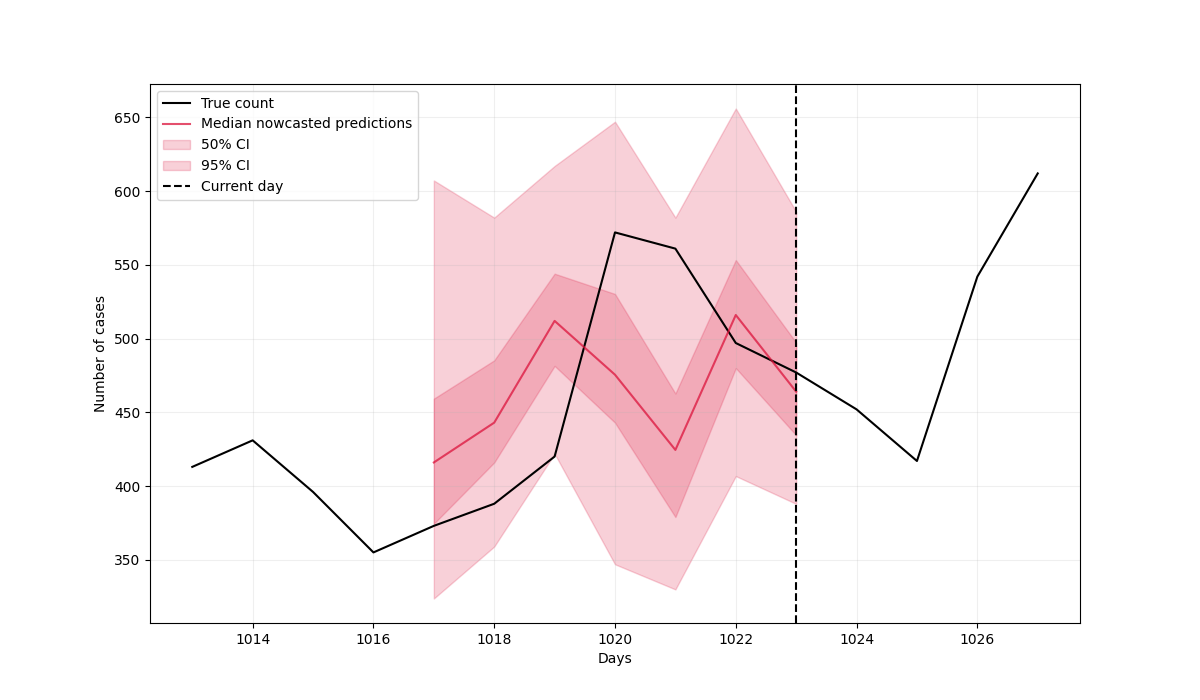 True count
Median nowcasted predictions
50% CI
95% CI
Current day
650
600
550
500
450
400
350
Number of cases
1014 1016 1018 1020 1022 1024 1026
Days